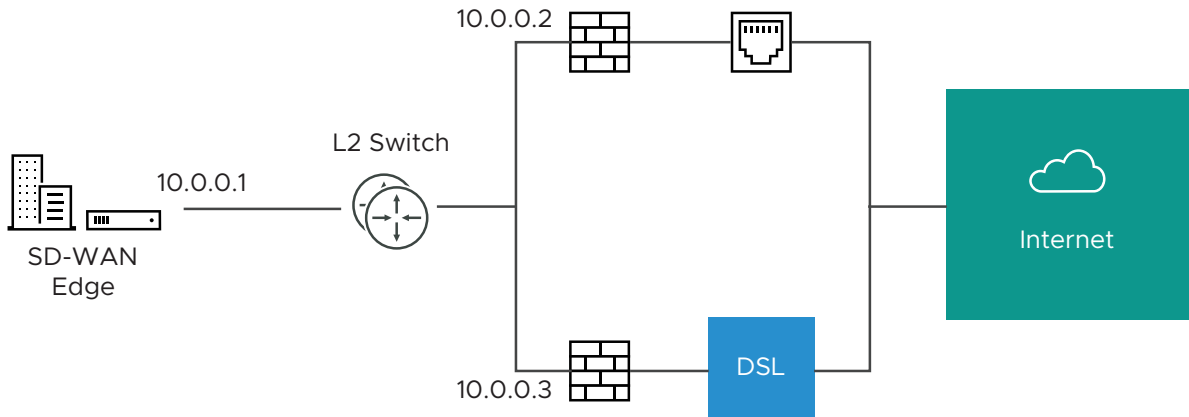 10.0.0.2
L2 Switch
10.0.0.1
SD-WAN
Edge
Internet
DSL
10.0.0.3